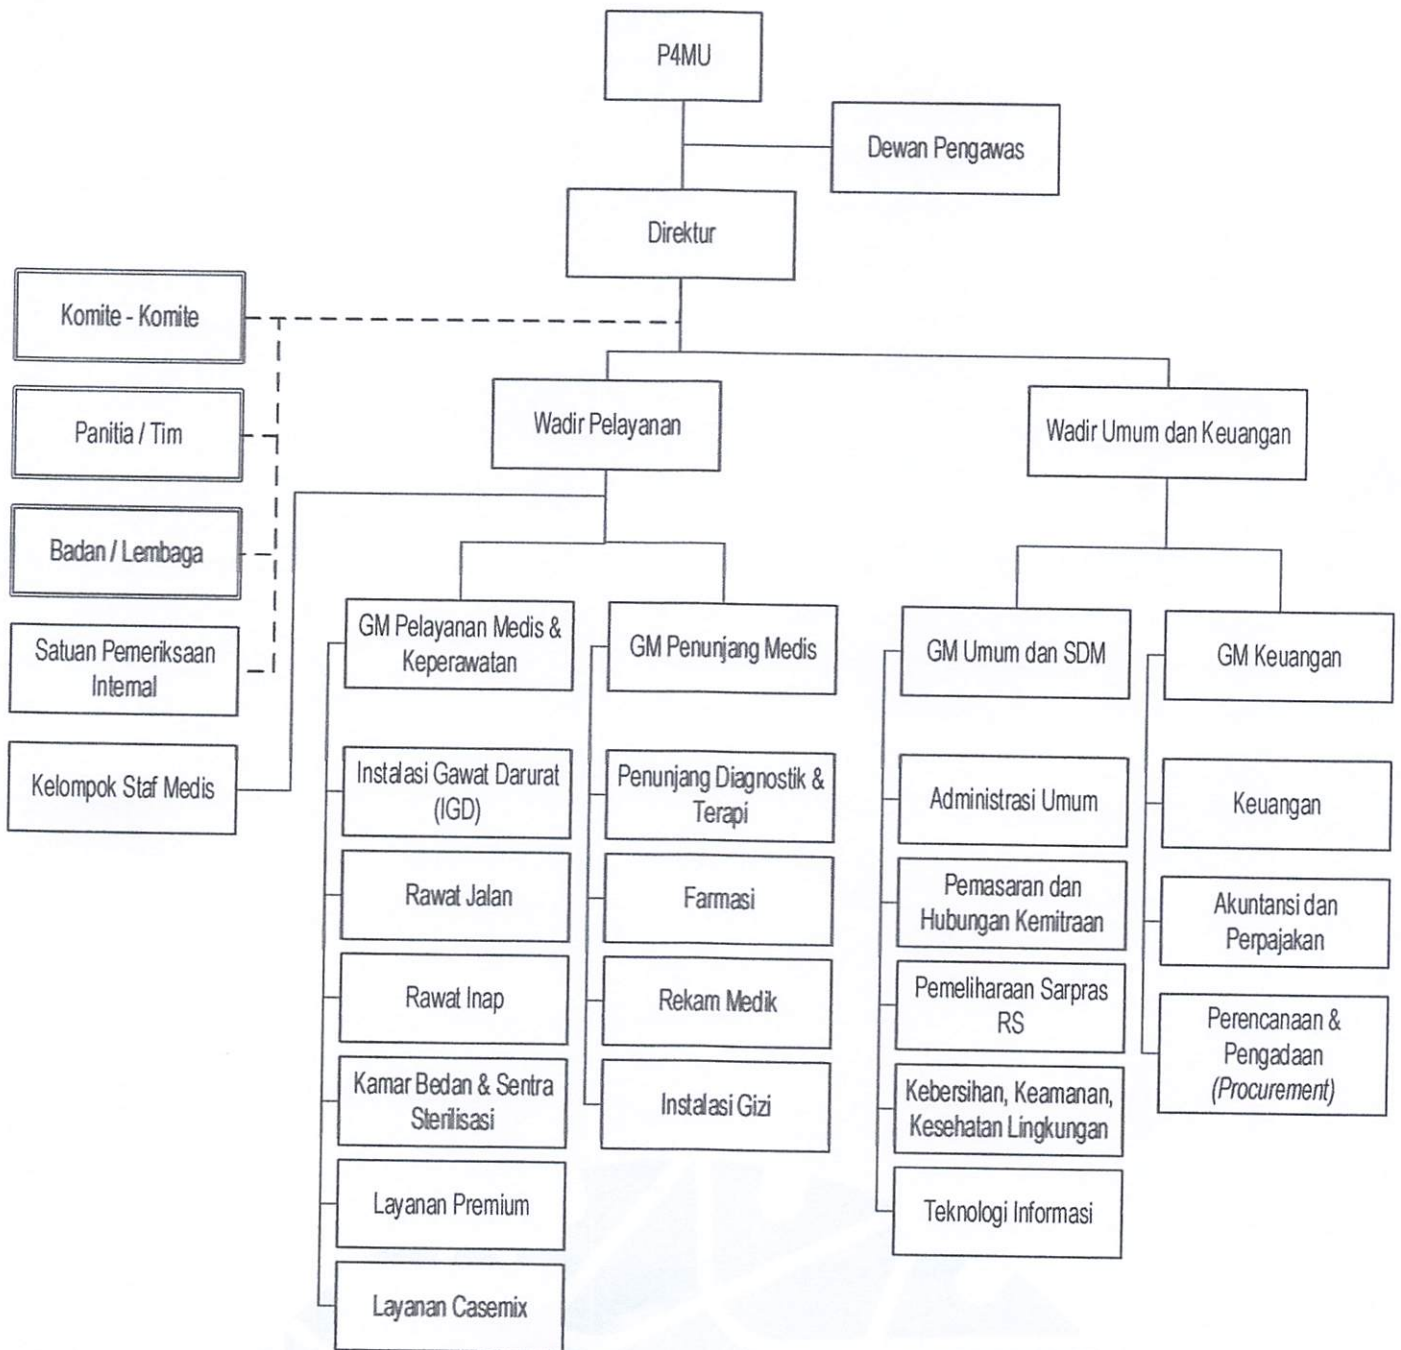 P4MU
Dewan Pengawas
Direktur
Komite - Komite
Panitia / Tim
Badan / Lembaga
Satuan Pemeriksaan
Internal
Kelompok Staf Medis
Wadir Pelayanan
Wadir Umum dan Keuangan
GM Pelayanan Medis &
Keperawatan
Instalasi Gawat Darurat
(IGD)
Rawat Jalan
Rawat Inap
Kamar Bedan & Sentra
Sterilisasi
Layanan Premium
Layanan Casemix
GM Penunjang Medis
Penunjang Diagnostik &
Terapi
Farmasi
Rekam Medik
Instalasi Gizi
GM Umum dan SDM
Administrasi Umum
Pemasaran dan
Hubungan Kemitraan
Pemeliharaan Sarpras
RS
Kebersihan, Keamanan,
Kesehatan Lingkungan
Teknologi Informasi
GM Keuangan
Keuangan
Akuntansi dan
Perpajakan
Perencanaan &
Pengadaan
(Procurement)